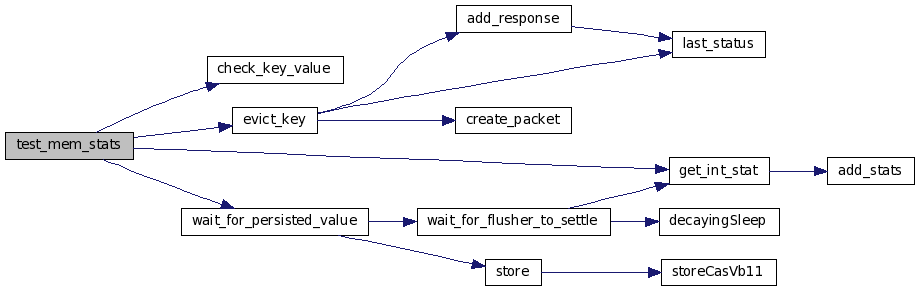 add_response
last_status
check_key_value
evict_key
create_packet
test_mem_stats
get_int_stat
add_stats
wait_for_persisted_value
wait_for_flusher_to_settle
decayingSleep
store
storeCasVb11